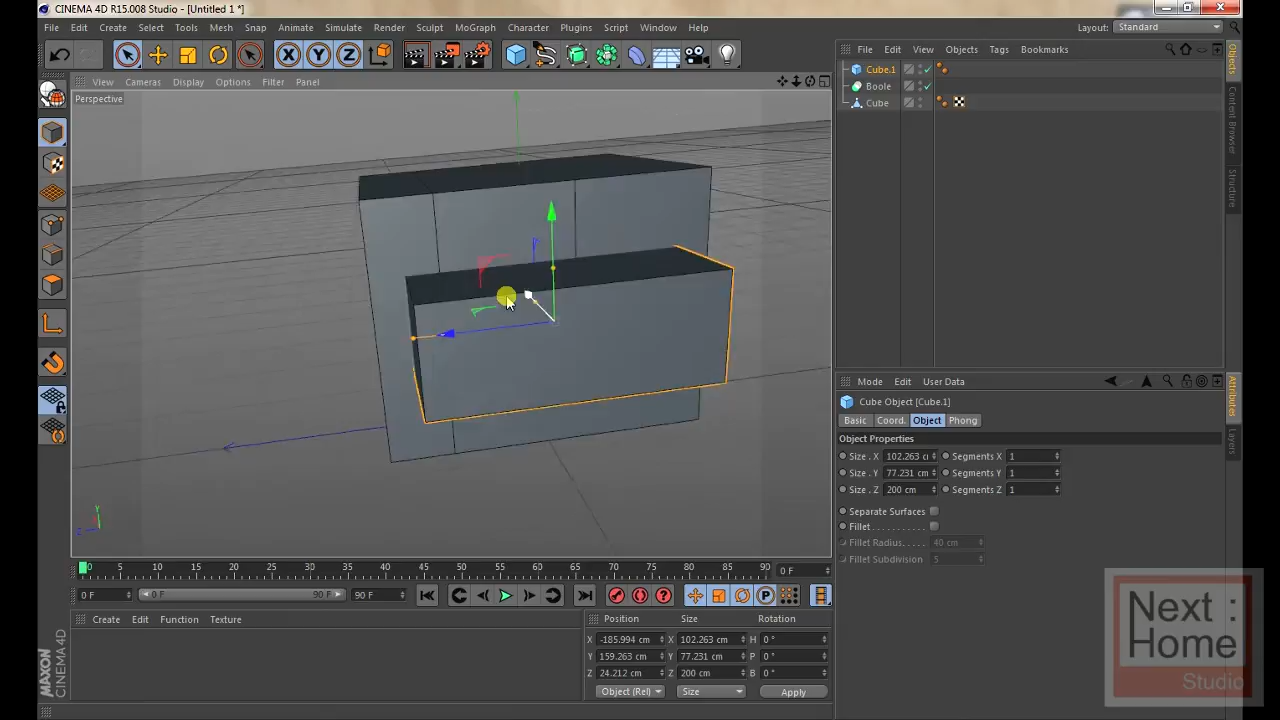 CINEMA 4D R15.008 Studio - [Untitled 1 *]
File Edit Create Select Tools Mesh Snap Animate Simulate Render Sculpt MoGraph Character Plugins Script Window Help
Layout: Standard
View Cameras Display Options Filter Panel
Perspective
File Edit View Objects Tags Bookmarks
Cube.1
Boole
Cube
Objects
Content Browser
Structure
X Y Z
Mode Edit User Data
Cube Object [Cube.1]
Basic Coord. Object Phong
Object Properties
Size . X 102.263 cı Segments X 1
Size . Y 77.231 cm Segments Y 1
Size . Z 200 cm Segments Z 1
Separate Surfaces
Fillet
Fillet Radius. 40 cm
Fillet Subdivision 5
Attributes
Layers
Y
Z
0 5 10 15 20 25 30 35 40 45 50 55 60 65 70 75 80 85 90 0 F
0 F 0 F 90 F 90 F
P
Create Edit Function Texture
Position Size Rotation
X -185.994 cm X 102.263 cm H 0 °
Y 159.263 cm Y 77.231 cm P 0 °
Z 24.212 cm Z 200 cm B 0 °
Object (Rel) Size Apply
MAXON
CINEMA 4D
Next :
Home
Studio